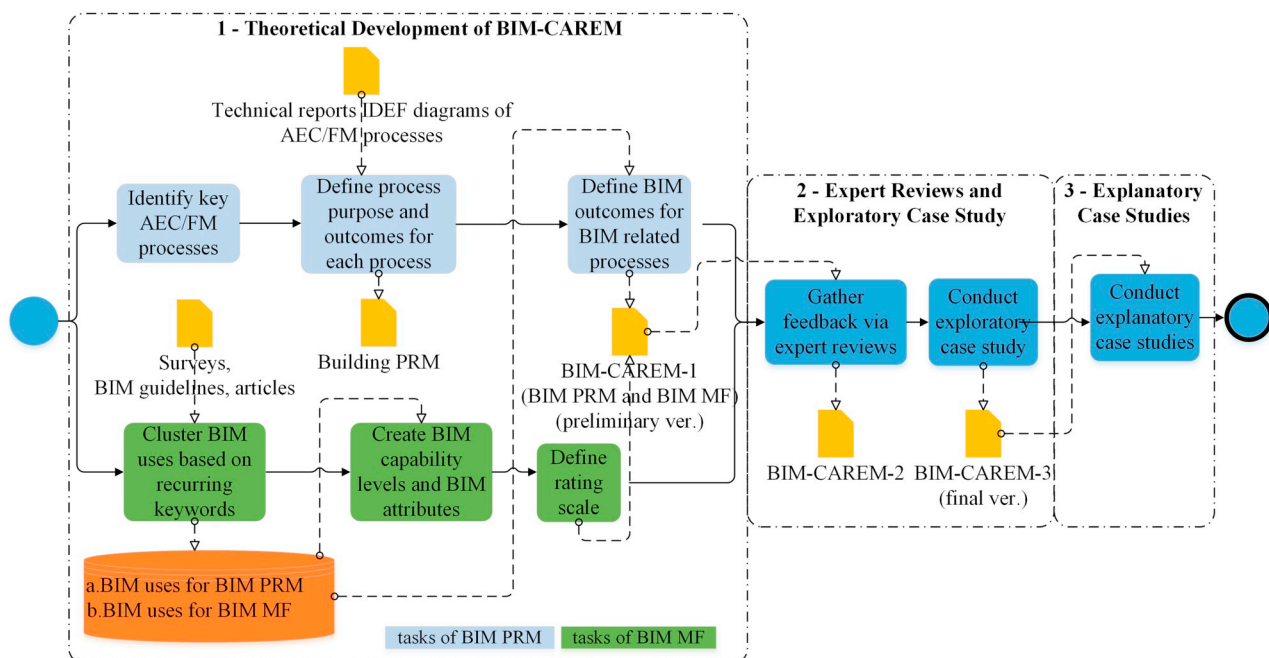 1 - Theoretical Development of BIM-CAREM
Technical reports IDEF diagrams of
AEC/FM processes
Identify key
AEC/FM
processes
Define process
purpose and
outcomes for
each process
Define BIM
outcomes for
BIM related
processes
2 - Expert Reviews and
Exploratory Case Study
3 - Explanatory
Case Studies
Gather
feedback via
expert reviews
Conduct
exploratory
case study
Conduct
explanatory
case studies
Surveys,
BIM guidelines, articles
Building PRM
BIM-CAREM-1
(BIM PRM and BIM MF)
(preliminary ver.)
Cluster BIM
uses based on
recurring
keywords
Create BIM
capability
levels and BIM
attributes
Define
rating
scale
BIM-CAREM-2
BIM-CAREM-3
(final ver.)
a.BIM uses for BIM PRM
b.BIM uses for BIM MF
tasks of BIM PRM
tasks of BIM MF